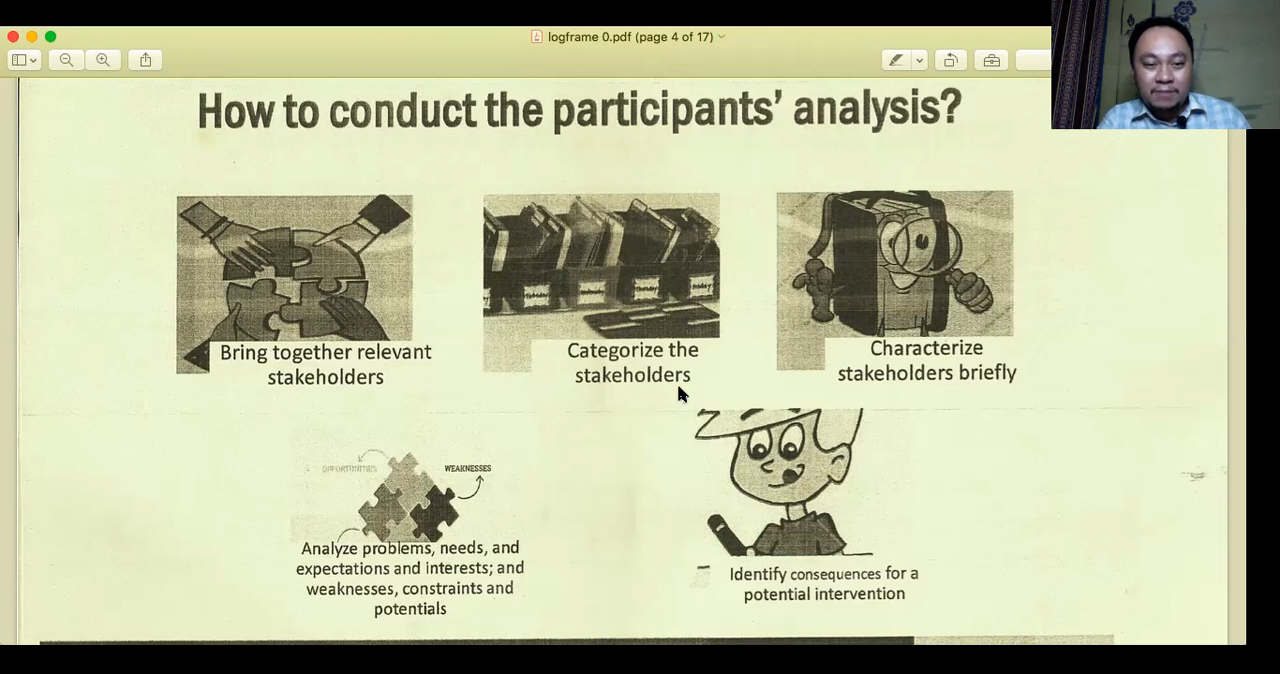 logframe 0.pdf (page 4 of 17)
How to conduct the participants' analysis?
Bring together relevant
stakeholders
Categorize the
stakeholders
Characterize
stakeholders briefly
OPPORTUNITIES
WEAKNESSES
Analyze problems, needs, and
expectations and interests; and
weaknesses, constraints and
potentials
Identify consequences for a
potential intervention